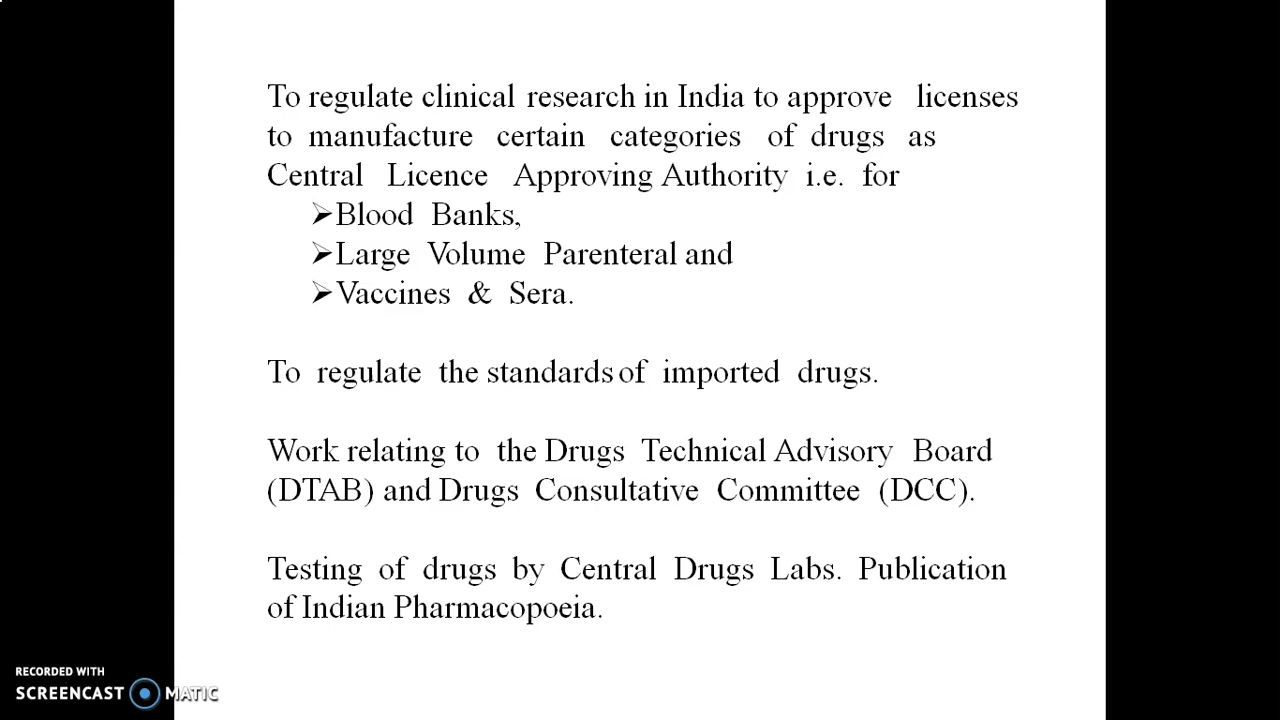 To regulate clinical research in India to approve licenses
to manufacture certain categories of drugs as
Central Licence Approving Authority i.e. for
➢Blood Banks,
➢Large Volume Parenteral and
➢Vaccines & Sera.
To regulate the standards of imported drugs.
Work relating to the Drugs Technical Advisory Board
(DTAB) and Drugs Consultative Committee (DCC).
Testing of drugs by Central Drugs Labs. Publication
of Indian Pharmacopoeia.
RECORDED WITH
SCREENCAST MATIC